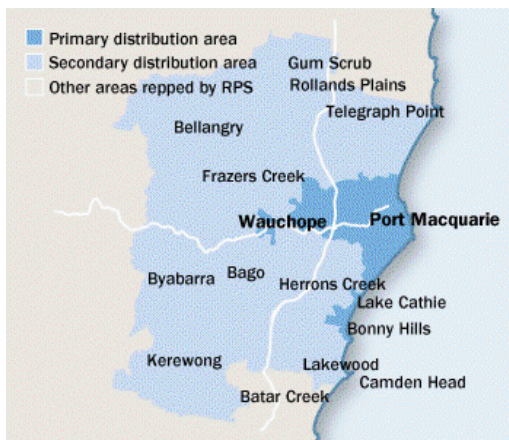 Primary distribution area
Secondary distribution area
Other areas repped by RPS
Gum Scrub
Rollands Plains
Telegraph Point
Bellangry
Frazers Creek
Wauchope
Port Macquarie
Byabarra
Bago
Herrons Creek
Lake Cathie
Bonny Hills
Kerewong
Lakewood
Camden Head
Batar Creek